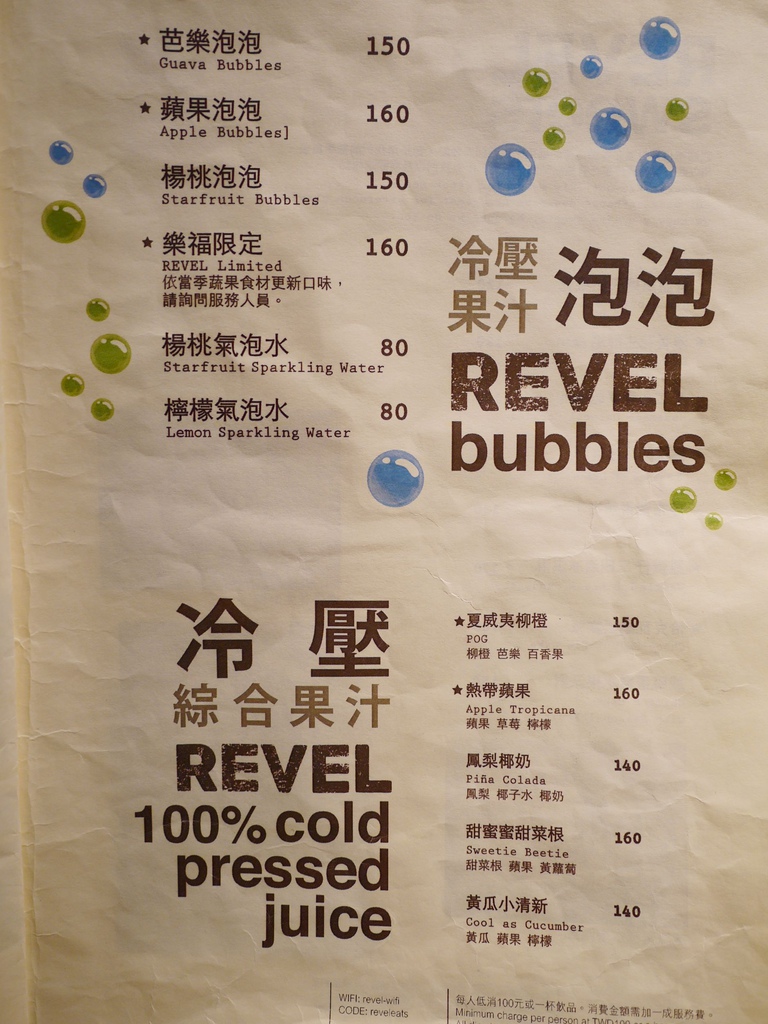 ★ 芭樂泡泡 150
Guava Bubbles
★ 蘋果泡泡 160
Apple Bubbles]
楊桃泡泡 150
Starfruit Bubbles
★ 樂福限定 160
REVEL Limited
依當季蔬果食材更新口味，
請詢問服務人員。
楊桃氣泡水 80
Starfruit Sparkling Water
檸檬氣泡水 80
Lemon Sparkling Water
冷壓
果汁 泡泡
REVEL
bubbles
冷壓
綜合果汁
REVEL
100% cold
pressed
juice
★夏威夷柳橙 150
POG
柳橙 芭樂 百香果
★熱帶蘋果 160
Apple Tropicana
蘋果 草莓 檸檬
鳳梨椰奶 140
Piña Colada
鳳梨 椰子水 椰奶
甜蜜蜜甜菜根 160
Sweetie Beetie
甜菜根 蘋果 黃蘿蔔
黃瓜小清新 140
Cool as Cucumber
黃瓜 蘋果 檸檬
WIFI: revel-wifi
CODE: reveleats
每人低消100元或一杯飲品。消費金額需加一成服務費。
Minimum charge per person at TWD100